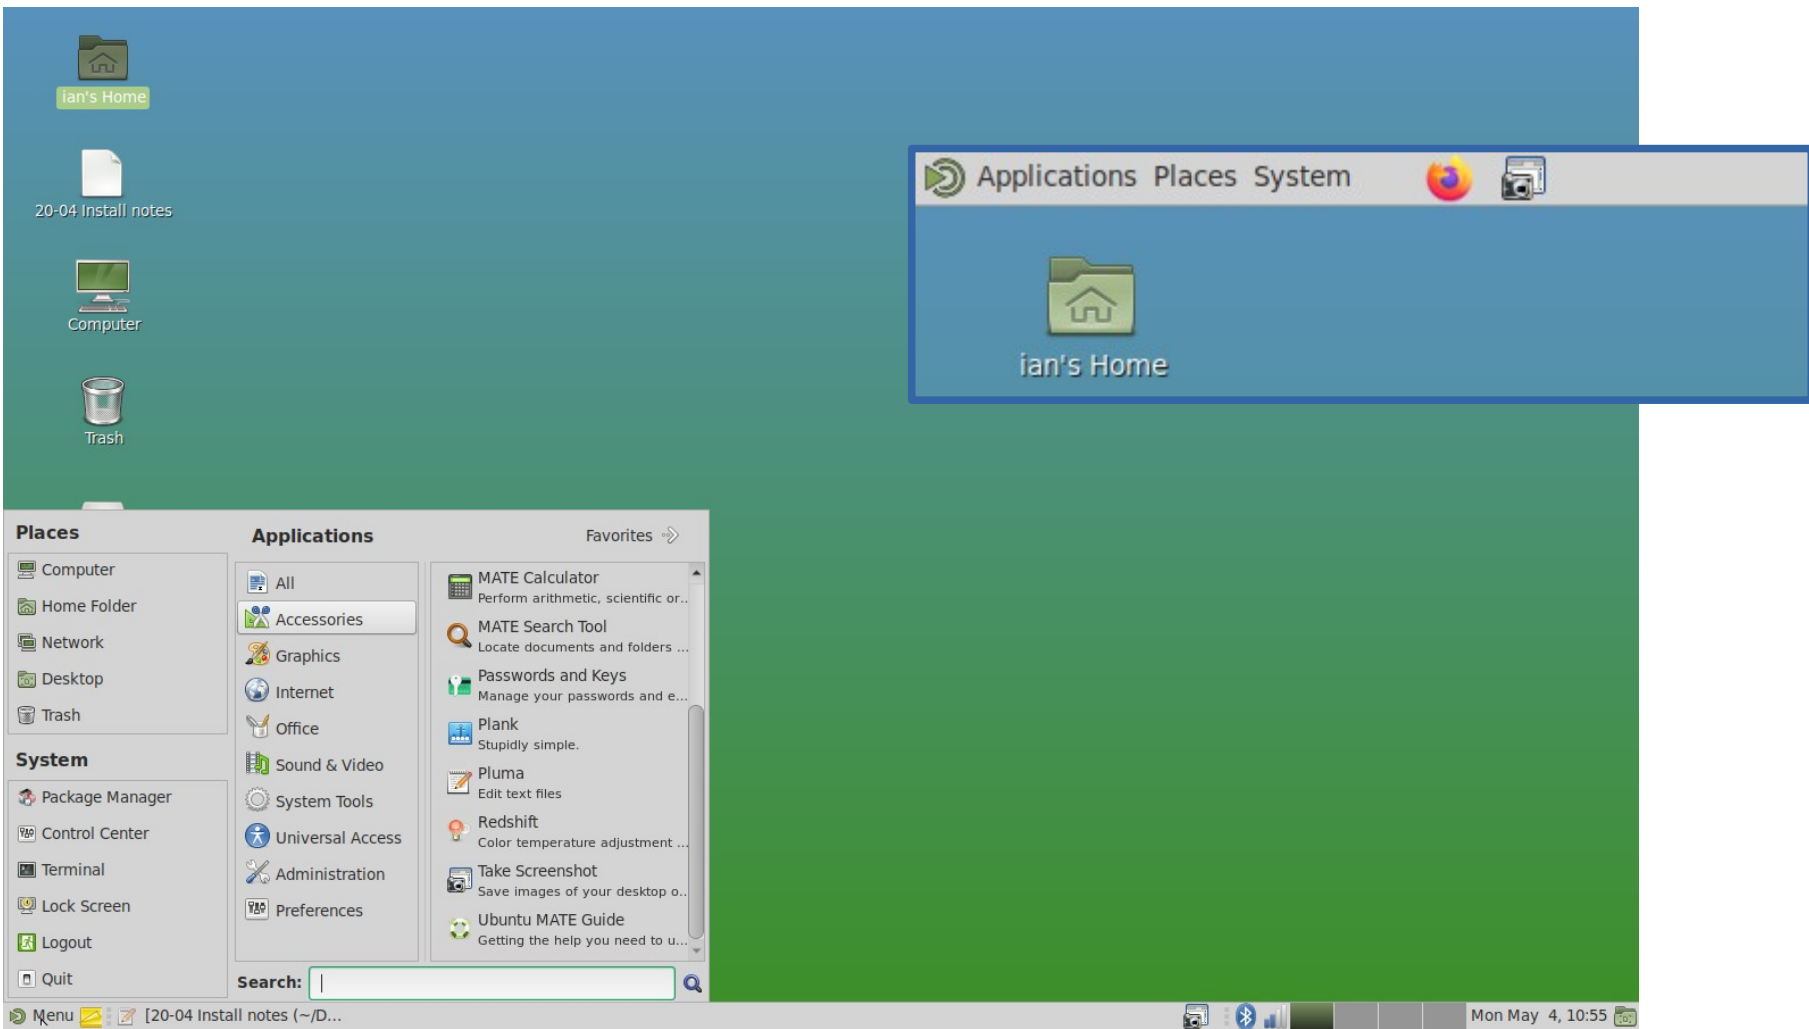 ian's Home
20-04 Install notes
Computer
Trash
Applications Places System
ian's Home
Places
Computer
Home Folder
Network
Desktop
Trash
System
Package Manager
Control Center
Terminal
Lock Screen
Logout
Quit
Applications
Favorites
All
Accessories
Graphics
Internet
Office
Sound & Video
System Tools
Universal Access
Administration
Preferences
MATE Calculator
Perform arithmetic, scientific or..
MATE Search Tool
Locate documents and folders ...
Passwords and Keys
Manage your passwords and e...
Plank
Stupidly simple.
Pluma
Edit text files
Redshift
Color temperature adjustment ...
Take Screenshot
Save images of your desktop o..
Ubuntu MATE Guide
Getting the help you need to u...
Search:
Menu
[20-04 Install notes (~/D...
Mon May 4, 10:55